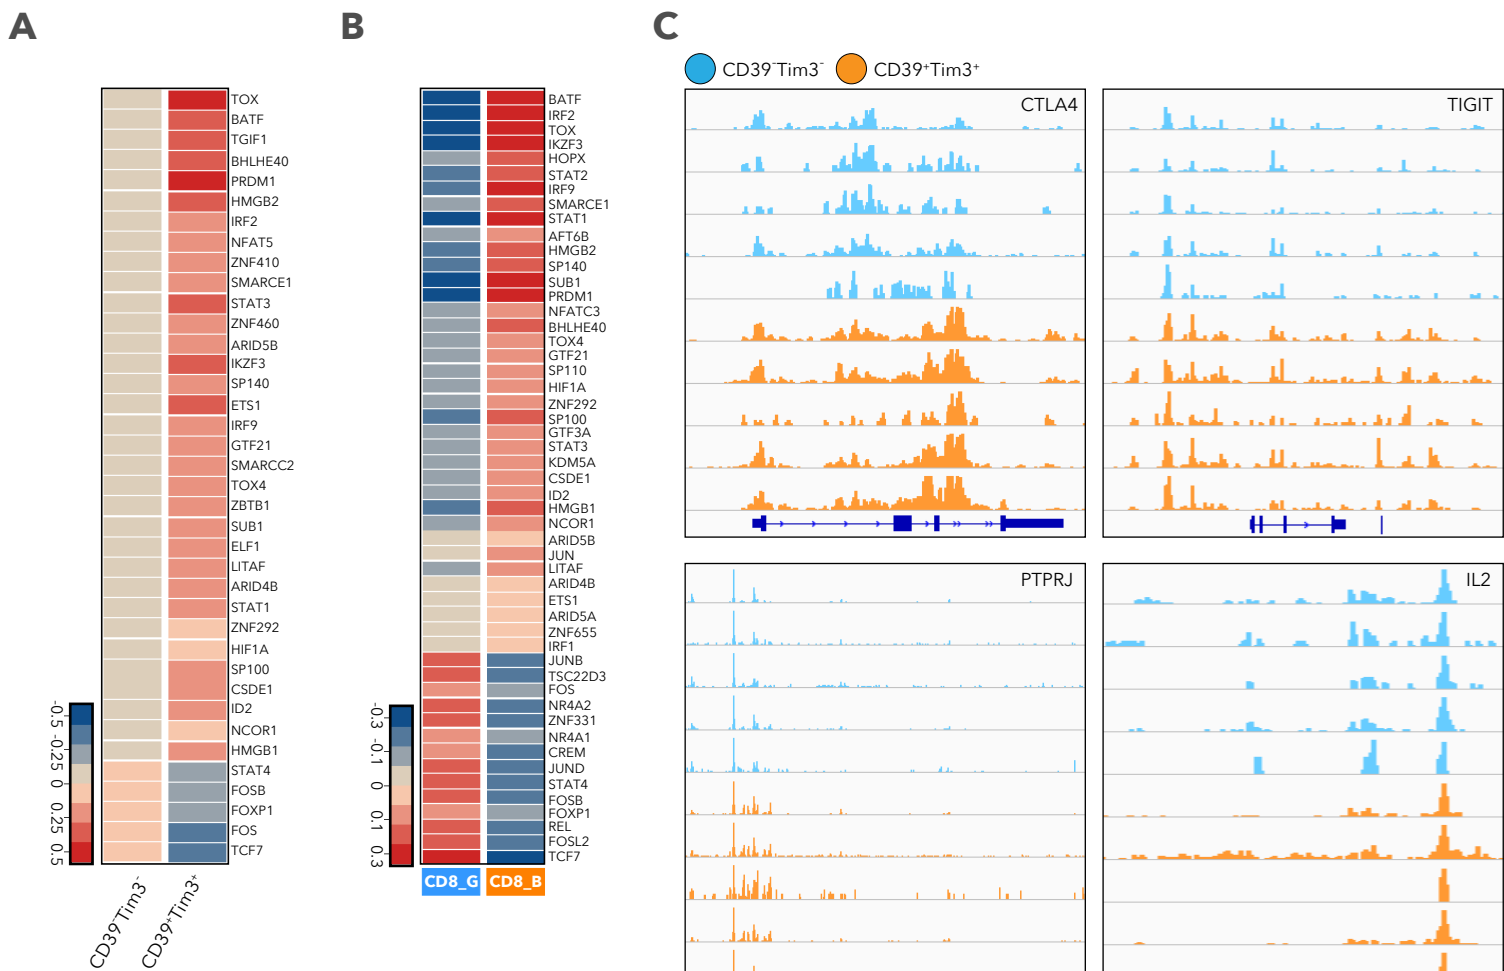 A
B
C
CD39-Tim3-
CD39+Tim3+
TOX
BATF
TGIF1
BHLHE40
PRDM1
HMGB2
IRF2
NFAT5
ZNF410
SMARCE1
STAT3
ZNF460
ARID5B
IKZF3
SP140
ETS1
IRF9
GTF21
SMARCC2
TOX4
ZBTB1
SUB1
ELF1
LITAF
ARID4B
STAT1
ZNF292
HIF1A
SP100
CSDE1
ID2
NCOR1
HMGB1
STAT4
FOSB
FOXP1
FOS
TCF7
-0.5
-0.25
0
0.25
0.5
CD39-Tim3-
CD39+Tim3+
BATF
IRF2
TOX
IKZF3
HOPX
STAT2
IRF9
SMARCE1
STAT1
AFT6B
HMGB2
SP140
SUB1
PRDM1
NFATC3
BHLHE40
TOX4
GTF21
SP110
HIF1A
ZNF292
SP100
GTF3A
STAT3
KDM5A
CSDE1
ID2
HMGB1
NCOR1
ARID5B
JUN
LITAF
ARID4B
ETS1
ARID5A
ZNF655
IRF1
JUNB
TSC22D3
FOS
NR4A2
ZNF331
NR4A1
CREM
JUND
STAT4
FOSB
FOXP1
REL
FOSL2
TCF7
-0.3
-0.1
0
0.1
0.3
CD8_G
CD8_B
CTLA4
TIGIT
PTPRJ
IL2